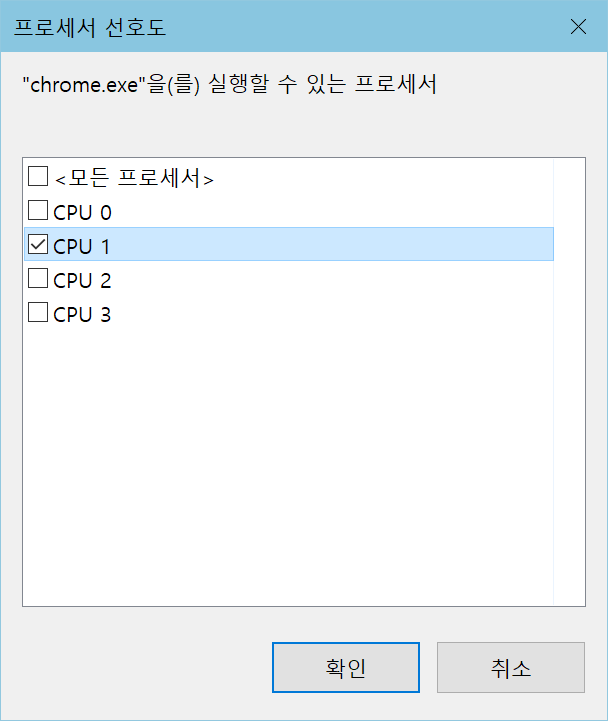 프로세서 선호도
"chrome.exe"을(를) 실행할 수 있는 프로세서
<모든 프로세서>
CPU 0
CPU 1
CPU 2
CPU 3
확인
취소